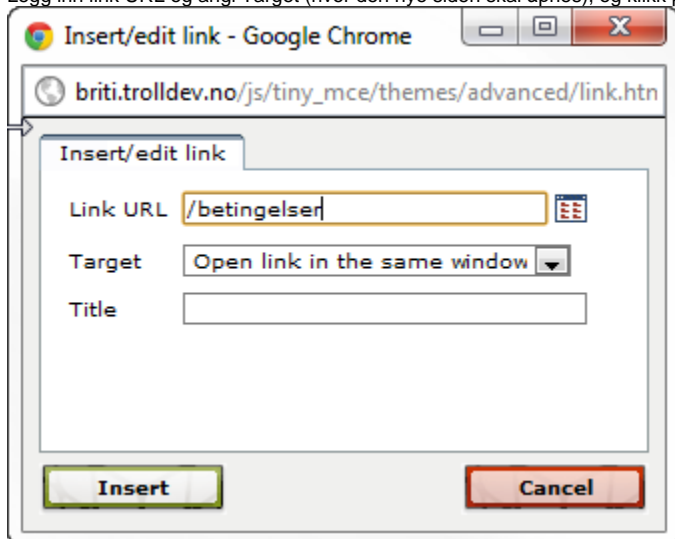 Insert/edit link - Google Chrome
briti.trolldev.no/js/tiny_mce/themes/advanced/link.htn
Insert/edit link
Link URL /betingelser
Target Open link in the same window
Title
Insert Cancel